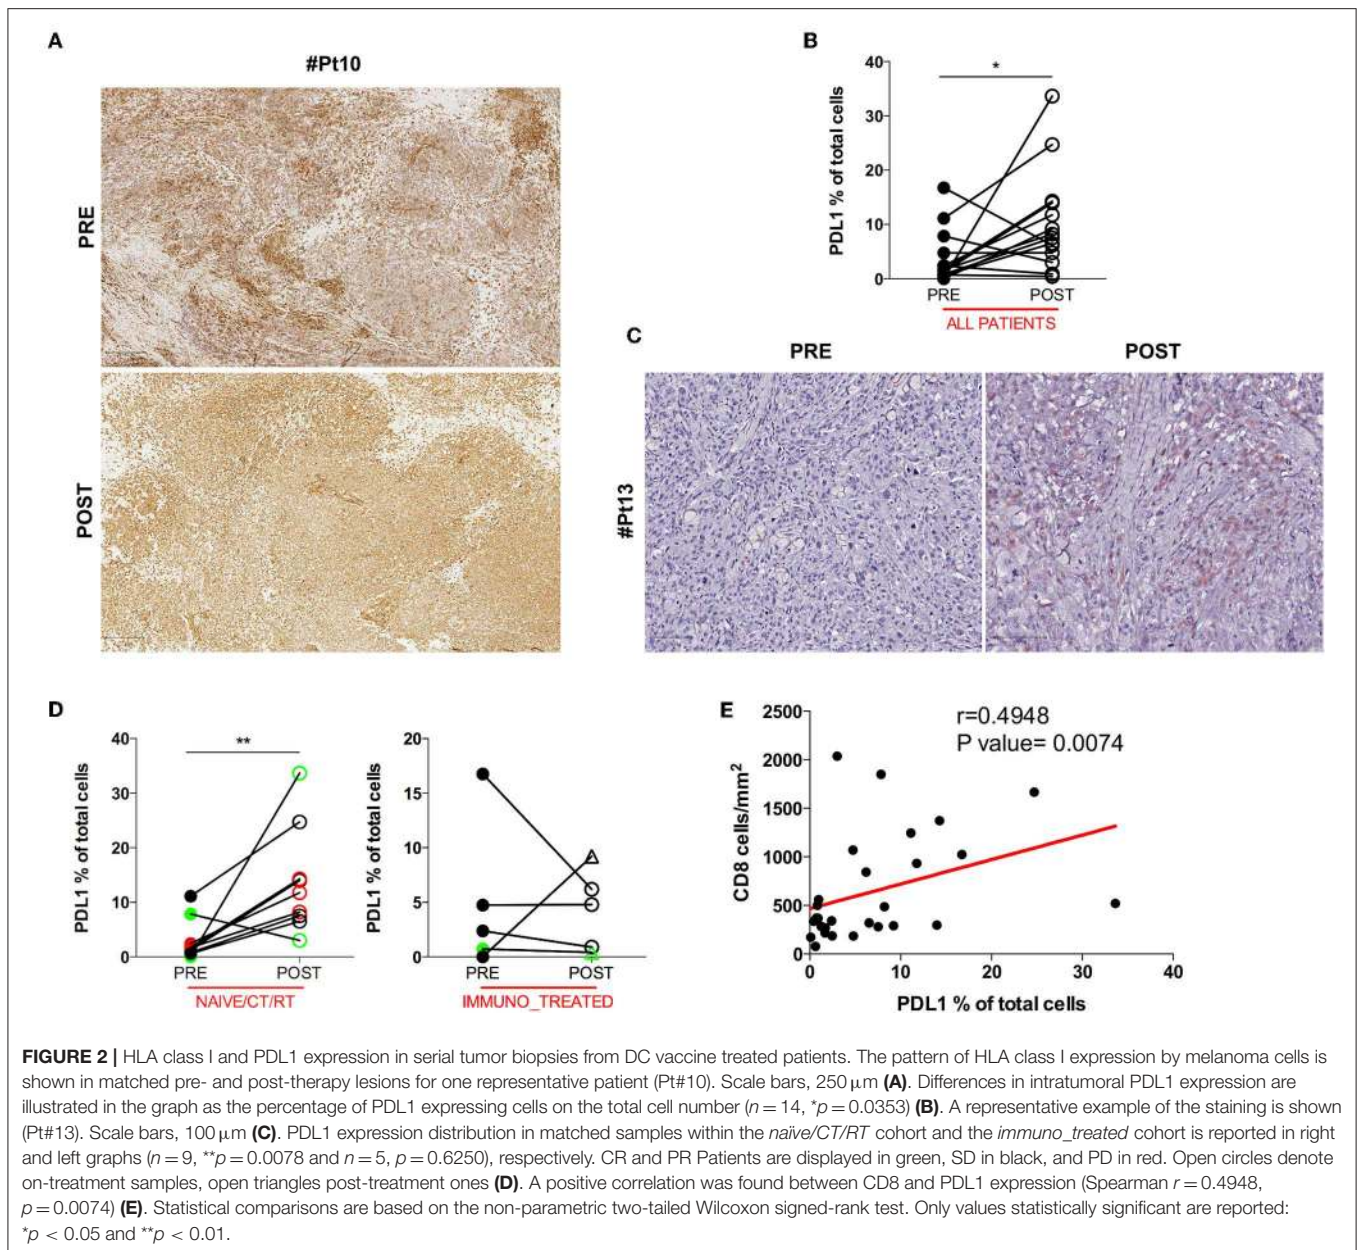 A
#Pt10
PRE
POST
B
PDL1 % of total cells
40
30
20
10
0
*
PRE POST
ALL PATIENTS
C
PRE POST
#Pt13
D
PDL1 % of total cells
40
30
20
10
0
**
PRE POST
NAIVE/CT/RT
PDL1 % of total cells
20
15
10
5
0
PRE POST
IMMUNO_TREATED
E
CD8 cells/mm²
2500
2000
1500
1000
500
0
r=0.4948
P value= 0.0074
0 10 20 30 40
PDL1 % of total cells
FIGURE 2 | HLA class I and PDL1 expression in serial tumor biopsies from DC vaccine treated patients. The pattern of HLA class I expression by melanoma cells is
shown in matched pre- and post-therapy lesions for one representative patient (Pt#10). Scale bars, 250 μm (A). Differences in intratumoral PDL1 expression are
illustrated in the graph as the percentage of PDL1 expressing cells on the total cell number (n = 14, *p = 0.0353) (B). A representative example of the staining is shown
(Pt#13). Scale bars, 100 μm (C). PDL1 expression distribution in matched samples within the naïve/CT/RT cohort and the immuno_treated cohort is reported in right
and left graphs (n = 9, **p = 0.0078 and n = 5, p = 0.6250), respectively. CR and PR Patients are displayed in green, SD in black, and PD in red. Open circles denote
on-treatment samples, open triangles post-treatment ones (D). A positive correlation was found between CD8 and PDL1 expression (Spearman r = 0.4948,
p = 0.0074) (E). Statistical comparisons are based on the non-parametric two-tailed Wilcoxon signed-rank test. Only values statistically significant are reported:
*p < 0.05 and **p < 0.01.